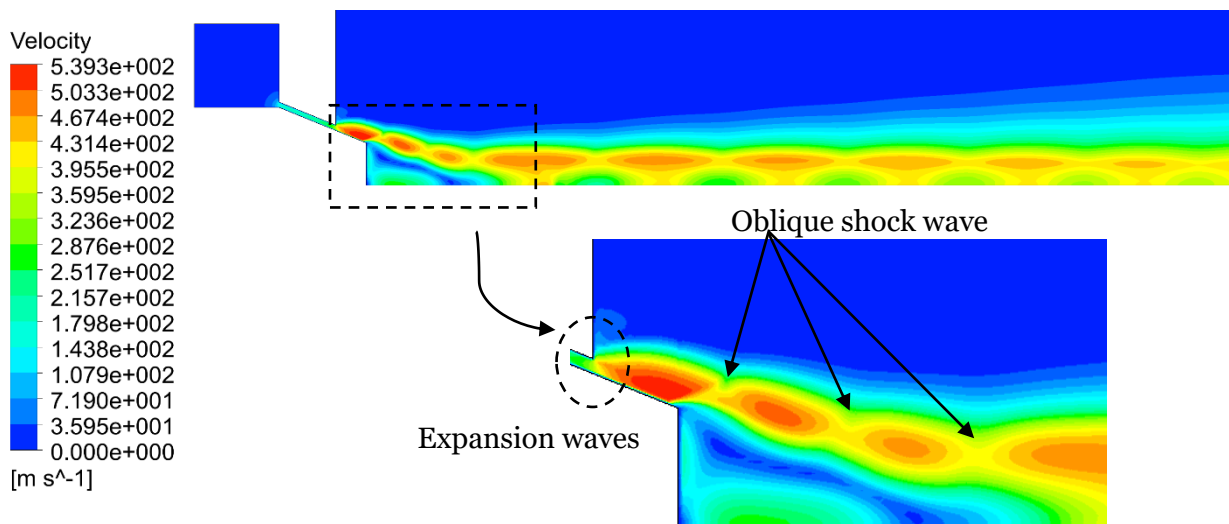 Velocity
5.393e+002
5.033e+002
4.674e+002
4.314e+002
3.955e+002
3.595e+002
3.236e+002
2.876e+002
2.517e+002
2.157e+002
1.798e+002
1.438e+002
1.079e+002
7.190e+001
3.595e+001
0.000e+000
[m s^-1]
Oblique shock wave
Expansion waves